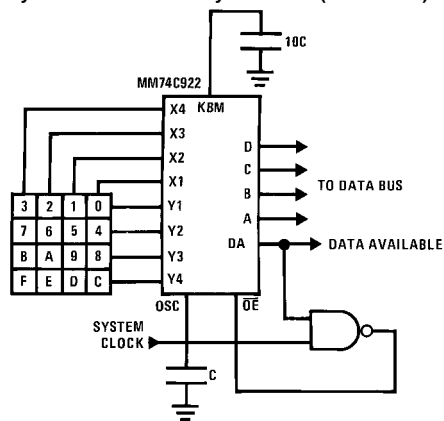 10C
MM74C922
X4 KBM
X3
X2
X1
Y1
Y2
Y3
Y4
D
C
B
A
DA
TO DATA BUS
DATA AVAILABLE
3 2 1 0
7 6 5 4
B A 9 8
F E D C
OSC
OE
SYSTEM
CLOCK
C